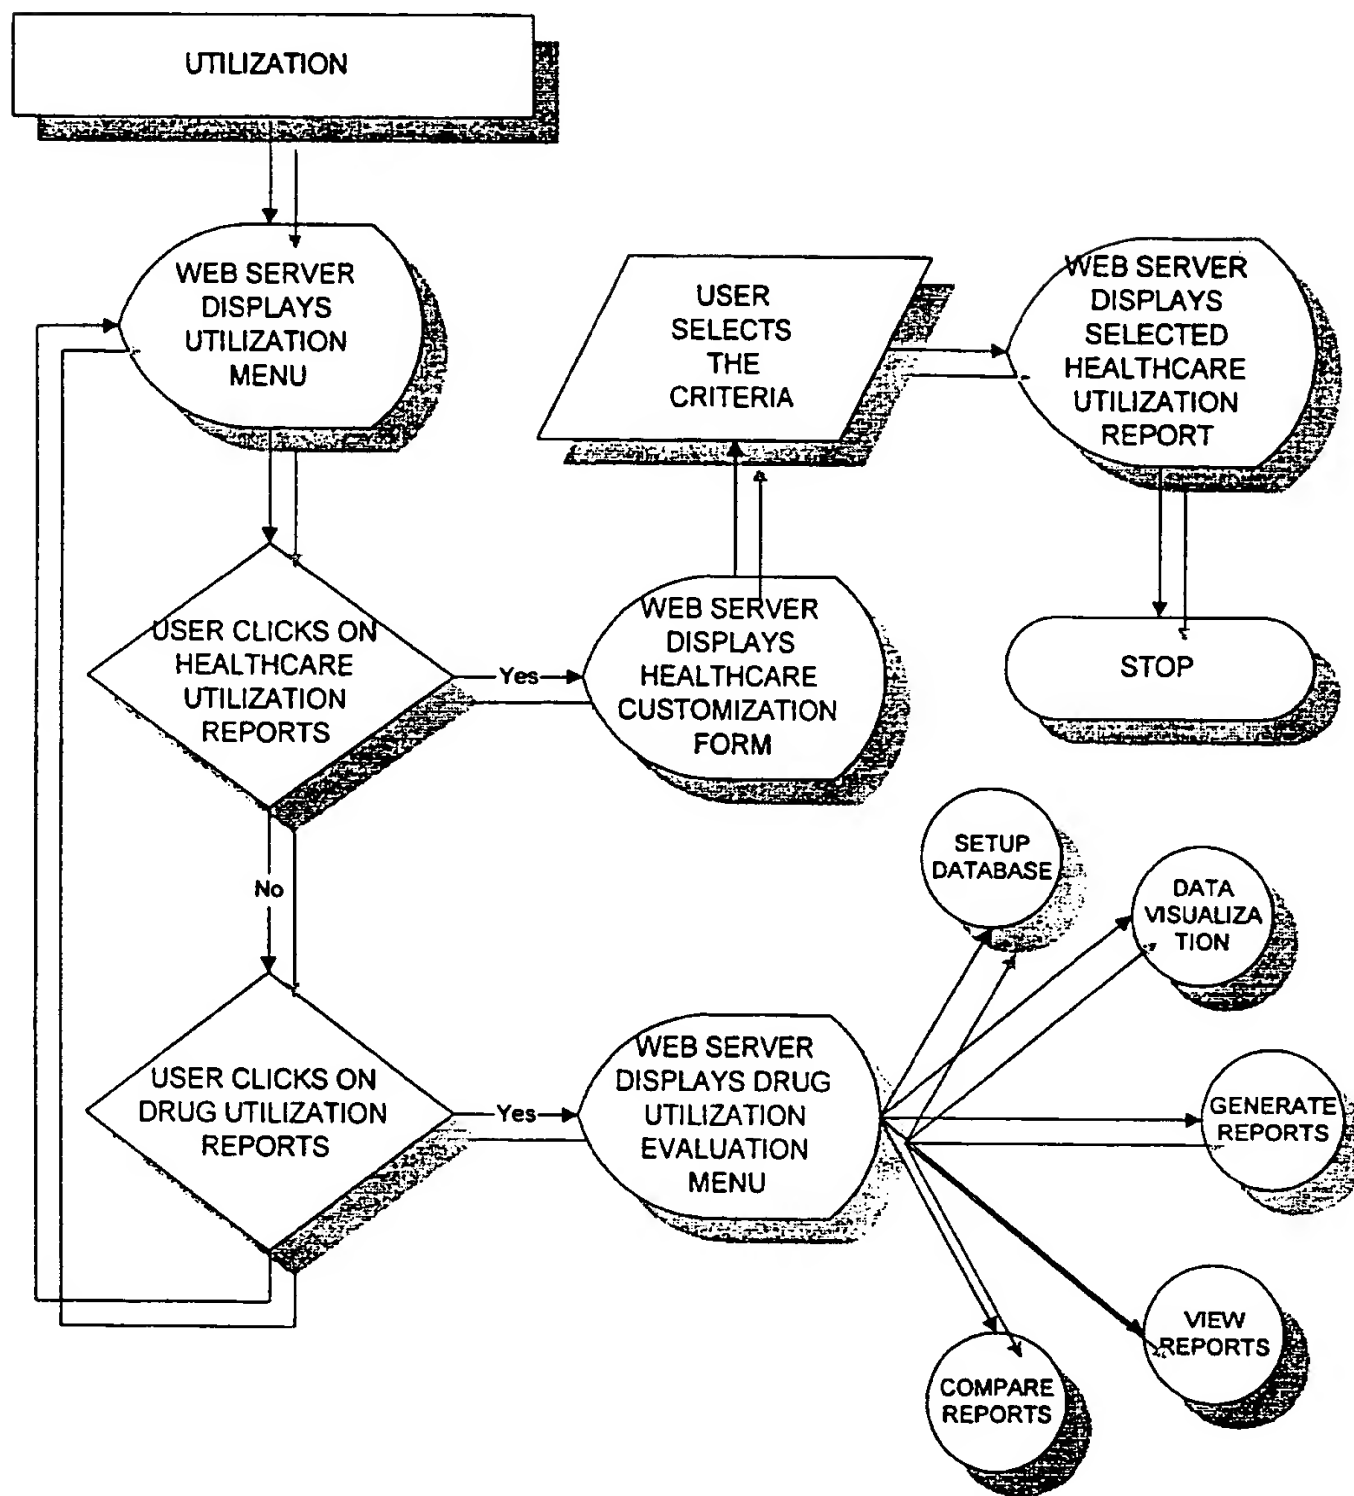 UTILIZATION
WEB SERVER
DISPLAYS
UTILIZATION
MENU
USER
SELECTS
THE
CRITERIA
WEB SERVER
DISPLAYS
SELECTED
HEALTHCARE
UTILIZATION
REPORT
USER CLICKS ON
HEALTHCARE
UTILIZATION
REPORTS
Yes
WEB SERVER
DISPLAYS
HEALTHCARE
CUSTOMIZATION
FORM
STOP
No
USER CLICKS ON
DRUG UTILIZATION
REPORTS
Yes
WEB SERVER
DISPLAYS DRUG
UTILIZATION
EVALUATION
MENU
SETUP
DATABASE
DATA
VISUALIZA
TION
GENERATE
REPORTS
VIEW
REPORTS
COMPARE
REPORTS